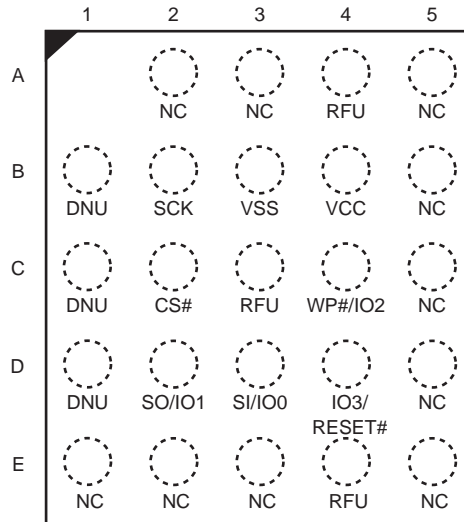 1 2 3 4 5
A
NC NC RFU NC
B
DNU SCK VSS VCC NC
C
DNU CS# RFU WP#/IO2 NC
D
DNU SO/IO1 SI/IO0 IO3/ NC
RESET#
E
NC NC NC RFU NC